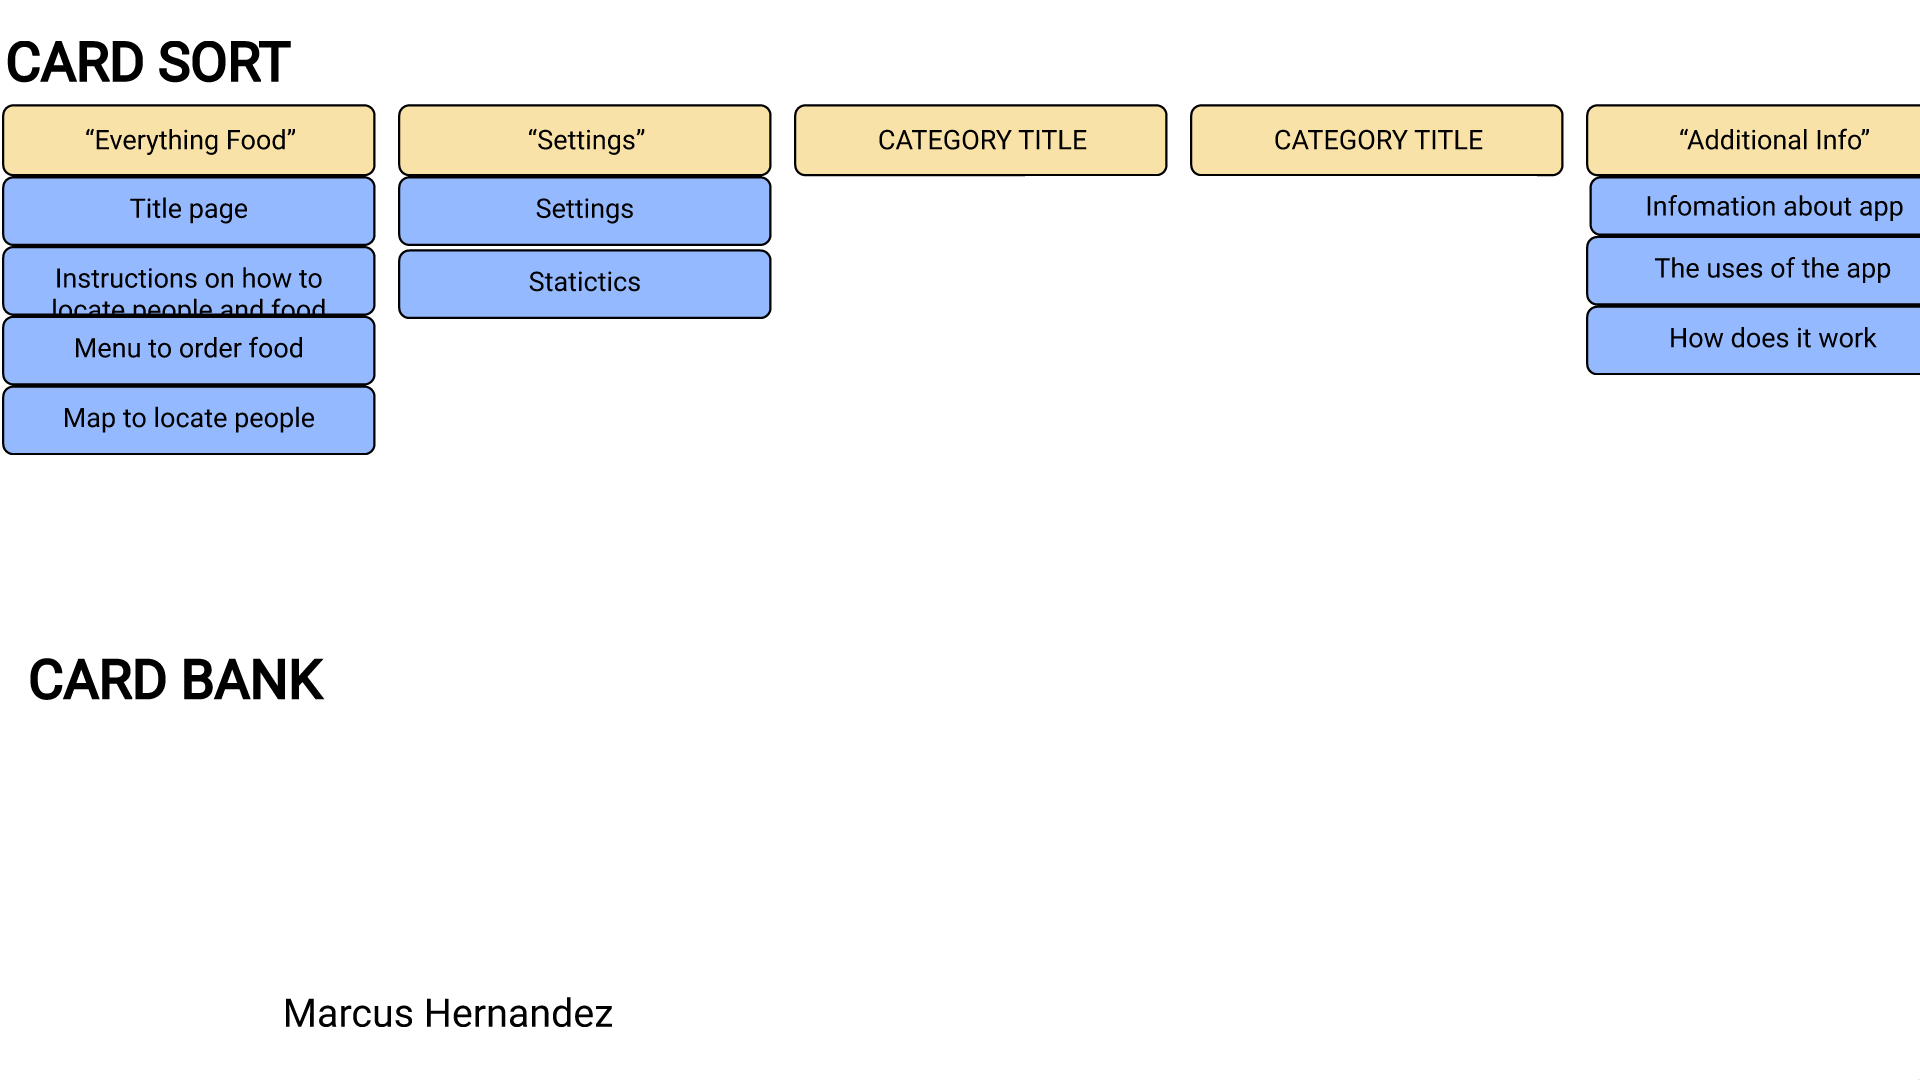 CARD SORT
“Everything Food”
Title page
Instructions on how to
locate people and food
Menu to order food
Map to locate people
“Settings”
Settings
Statictics
CATEGORY TITLE
CATEGORY TITLE
“Additional Info”
Infomation about app
The uses of the app
How does it work
CARD BANK
Marcus Hernandez